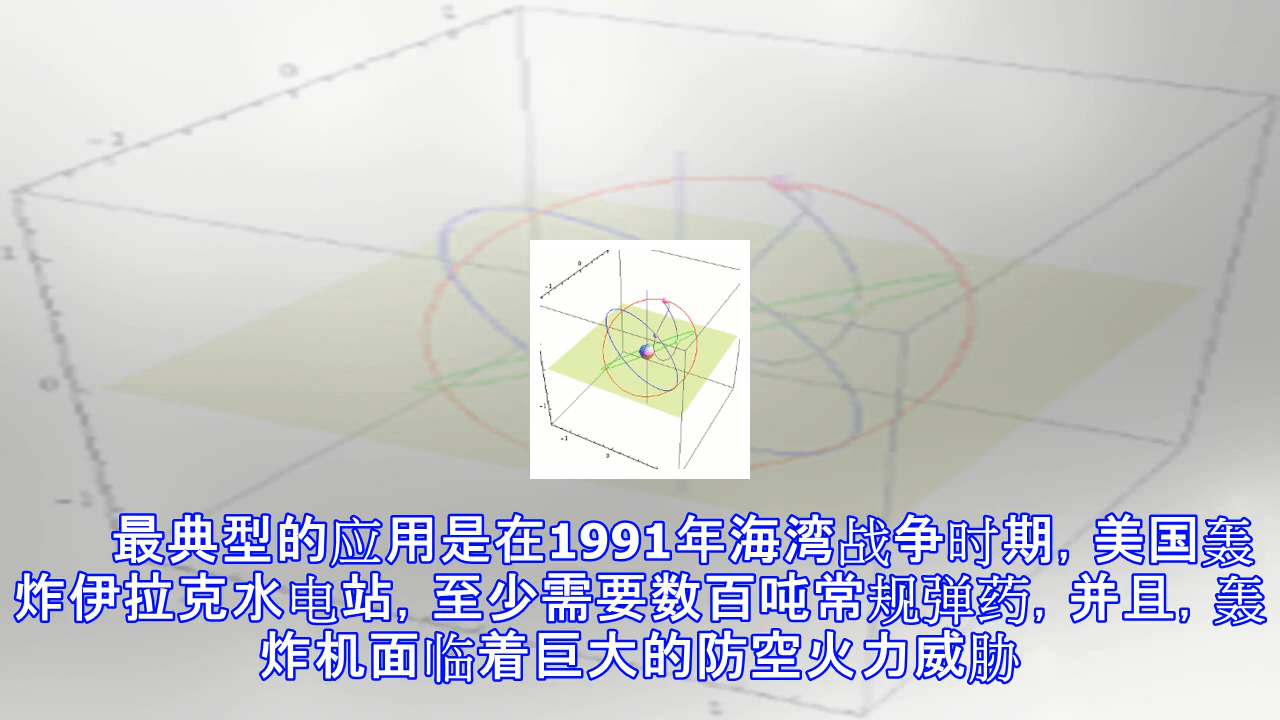 最典型的应用是在1991年海湾战争时期, 美国轰
炸伊拉克水电站, 至少需要数百吨常规弹药, 并且, 轰
炸机面临着巨大的防空火力威胁